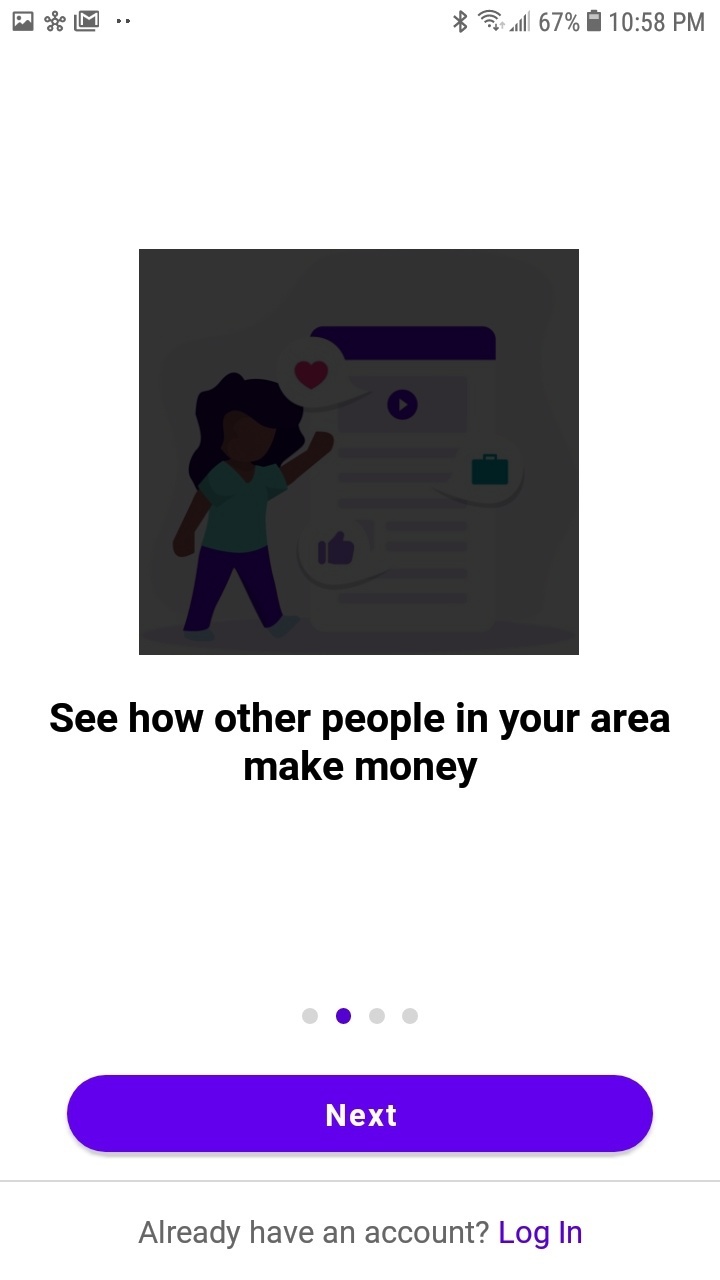 67% 10:58 PM
See how other people in your area
make money
Next
Already have an account? Log In